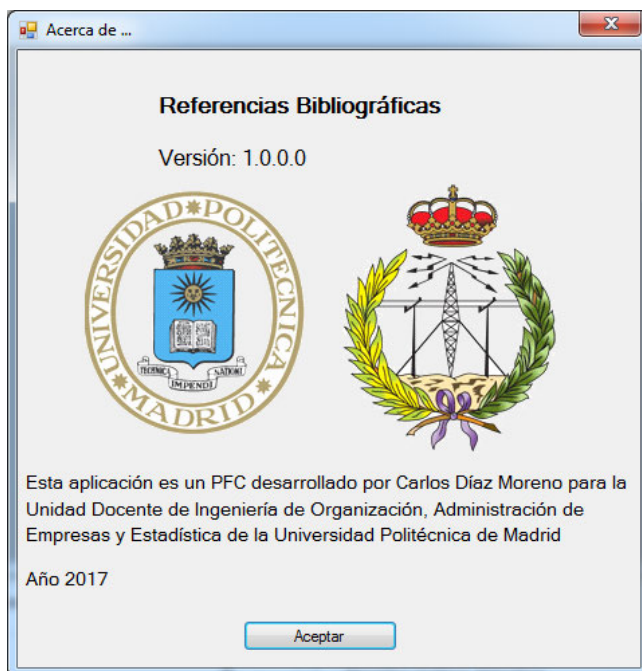 Acerca de ...
Referencias Bibliográficas
Versión: 1.0.0.0
UNIVERSIDAD POLITECNICA
MADRID
TECHNICA
IMPENDI
NATIONI
Esta aplicación es un PFC desarrollado por Carlos Díaz Moreno para la
Unidad Docente de Ingeniería de Organización, Administración de
Empresas y Estadística de la Universidad Politécnica de Madrid
Año 2017
Aceptar